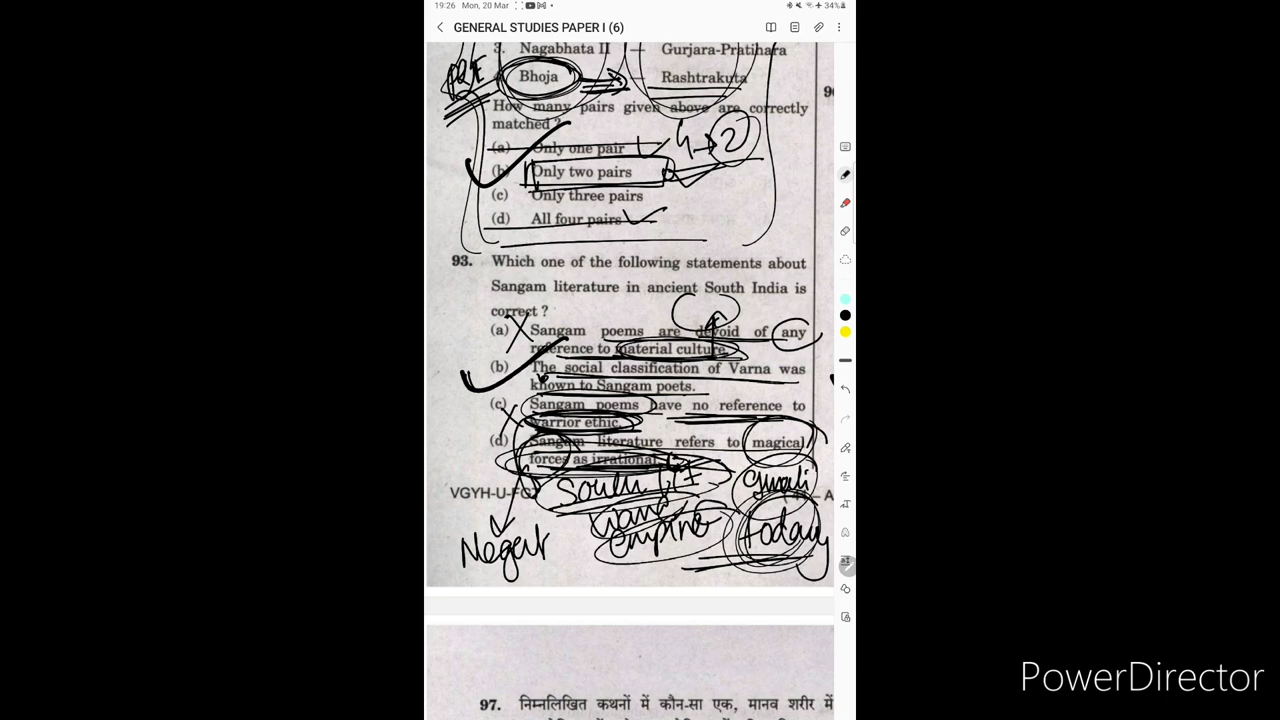 19:26 Mon, 20 Mar
34%
GENERAL STUDIES PAPER I (6)
3. Nagabhata II — Gurjara-Pratihara
Bhoja — Rashtrakuta
How many pairs given above are correctly
matched ?
(a) Only one pair
(b) Only two pairs
(c) Only three pairs
(d) All four pairs
4 → 2
93. Which one of the following statements about
Sangam literature in ancient South India is
correct ?
(a) Sangam poems are devoid of any
reference to material culture.
(b) The social classification of Varna was
known to Sangam poets.
(c) Sangam poems have no reference to
warrior ethic.
(d) Sangam literature refers to magical
forces as irrational.
VGYH-U-FG
South
empire
today
97. निम्नलिखित कथनों में कौन-सा एक, मानव शरीर में
PowerDirector